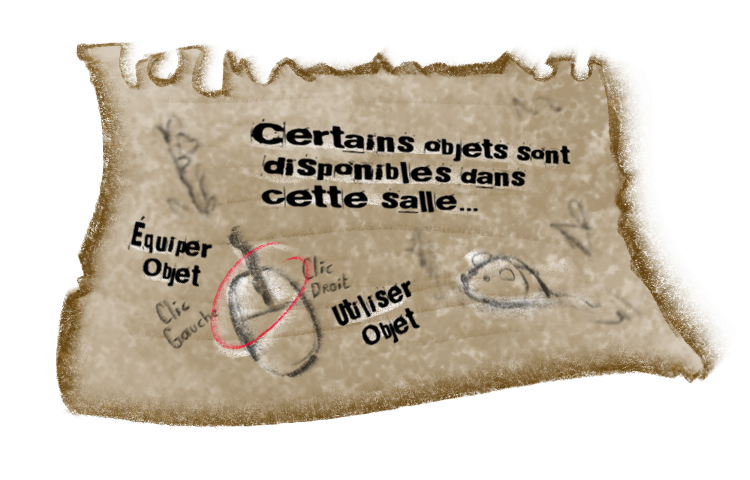 Certains objets sont
disponibles dans
cette salle...
Équiper
Objet
Clic
Gauche
Clic
Droit
Utiliser
Objet